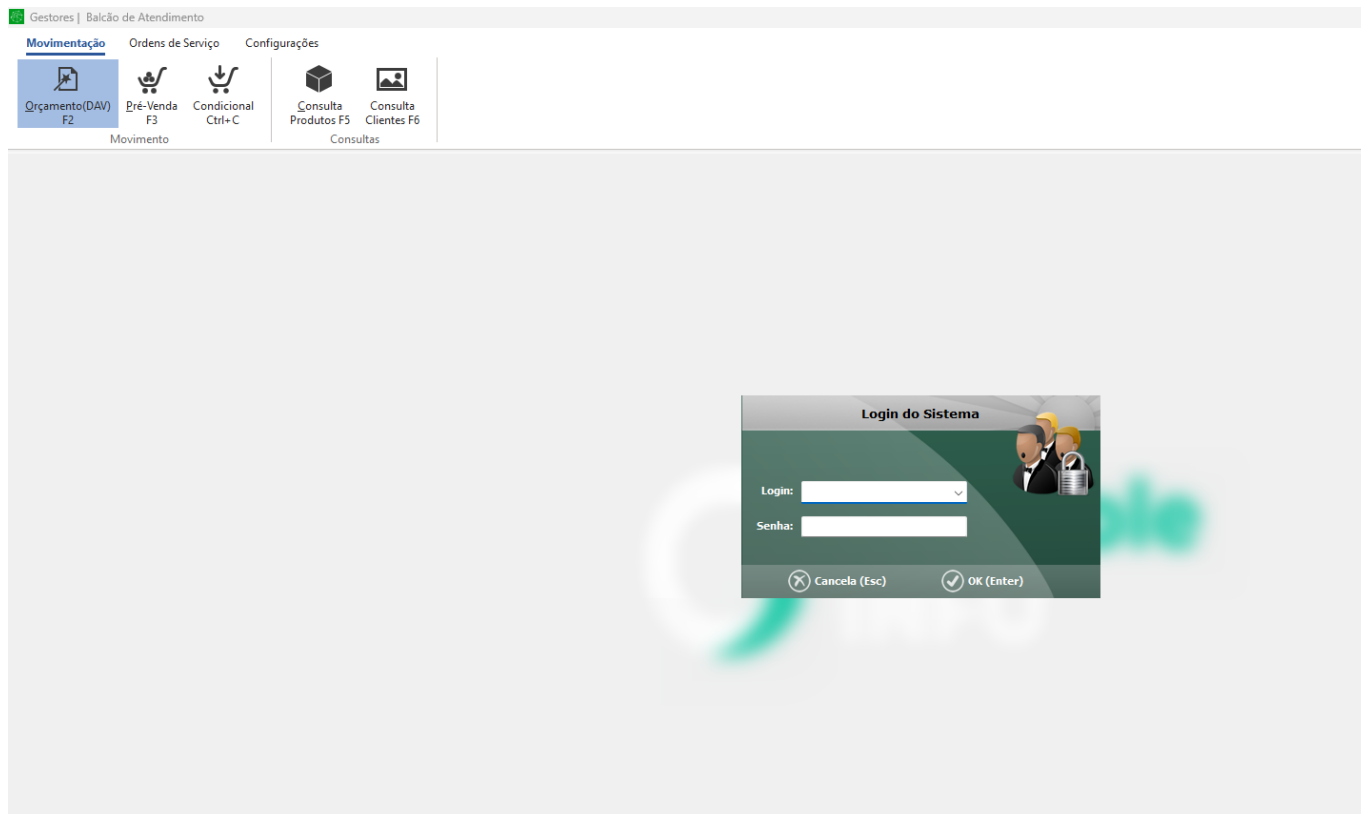 Gestores | Balcão de Atendimento
Movimentação Ordens de Serviço Configurações
Orçamento(DAV) Pré-Venda Condicional Consulta Consulta
F2 F3 Ctrl+C Produtos F5 Clientes F6
Movimento Consultas
Login do Sistema
Login:
Senha:
Cancela (Esc) OK (Enter)
INFO